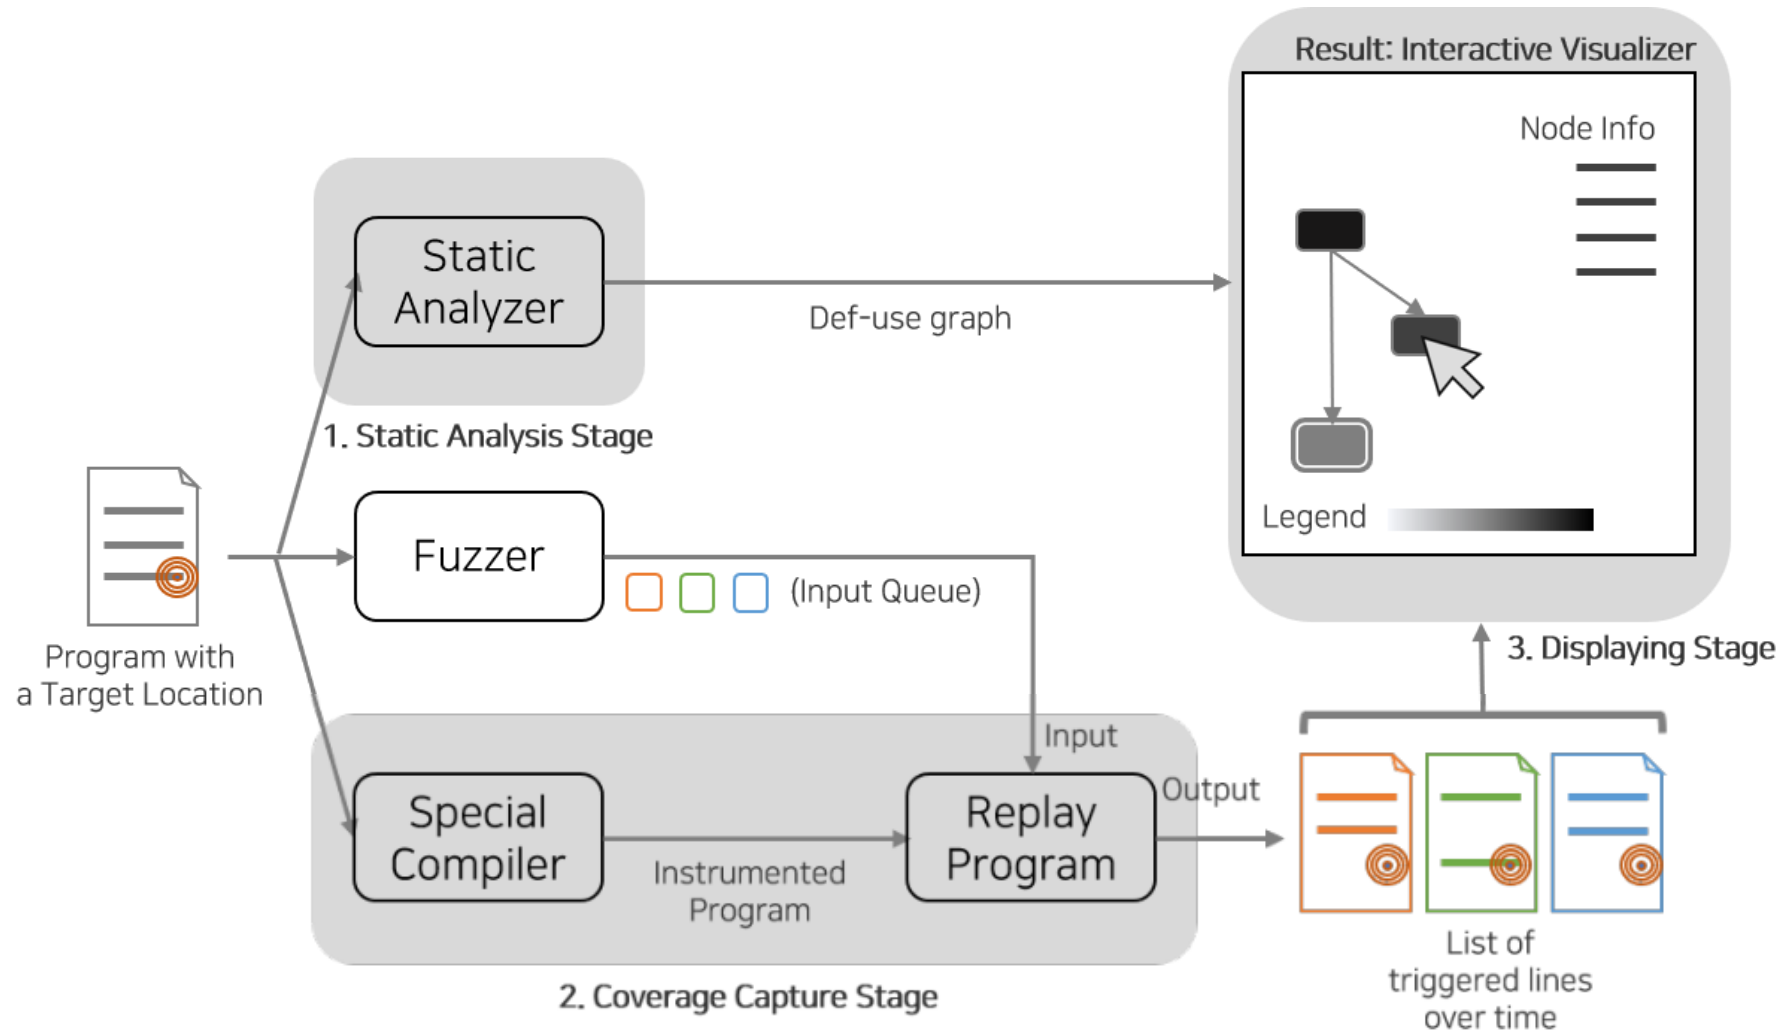 Result: Interactive Visualizer
Node Info
Static
Analyzer
Def-use graph
1. Static Analysis Stage
Legend
Fuzzer
(Input Queue)
Program with
a Target Location
3. Displaying Stage
Input
Output
Special
Compiler
Instrumented
Program
Replay
Program
List of
triggered lines
over time
2. Coverage Capture Stage